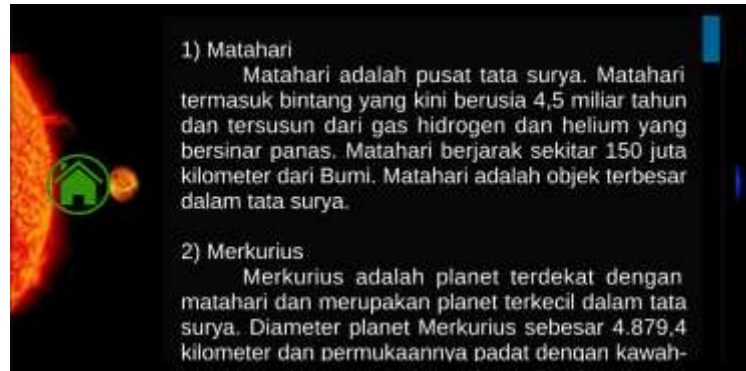 1) Matahari
Matahari adalah pusat tata surya. Matahari
termasuk bintang yang kini berusia 4,5 miliar tahun
dan tersusun dari gas hidrogen dan helium yang
bersinar panas. Matahari berjarak sekitar 150 juta
kilometer dari Bumi. Matahari adalah objek terbesar
dalam tata surya.
2) Merkurius
Merkurius adalah planet terdekat dengan
matahari dan merupakan planet terkecil dalam tata
surya. Diameter planet Merkurius sebesar 4.879,4
kilometer dan permukaannya padat dengan kawah-